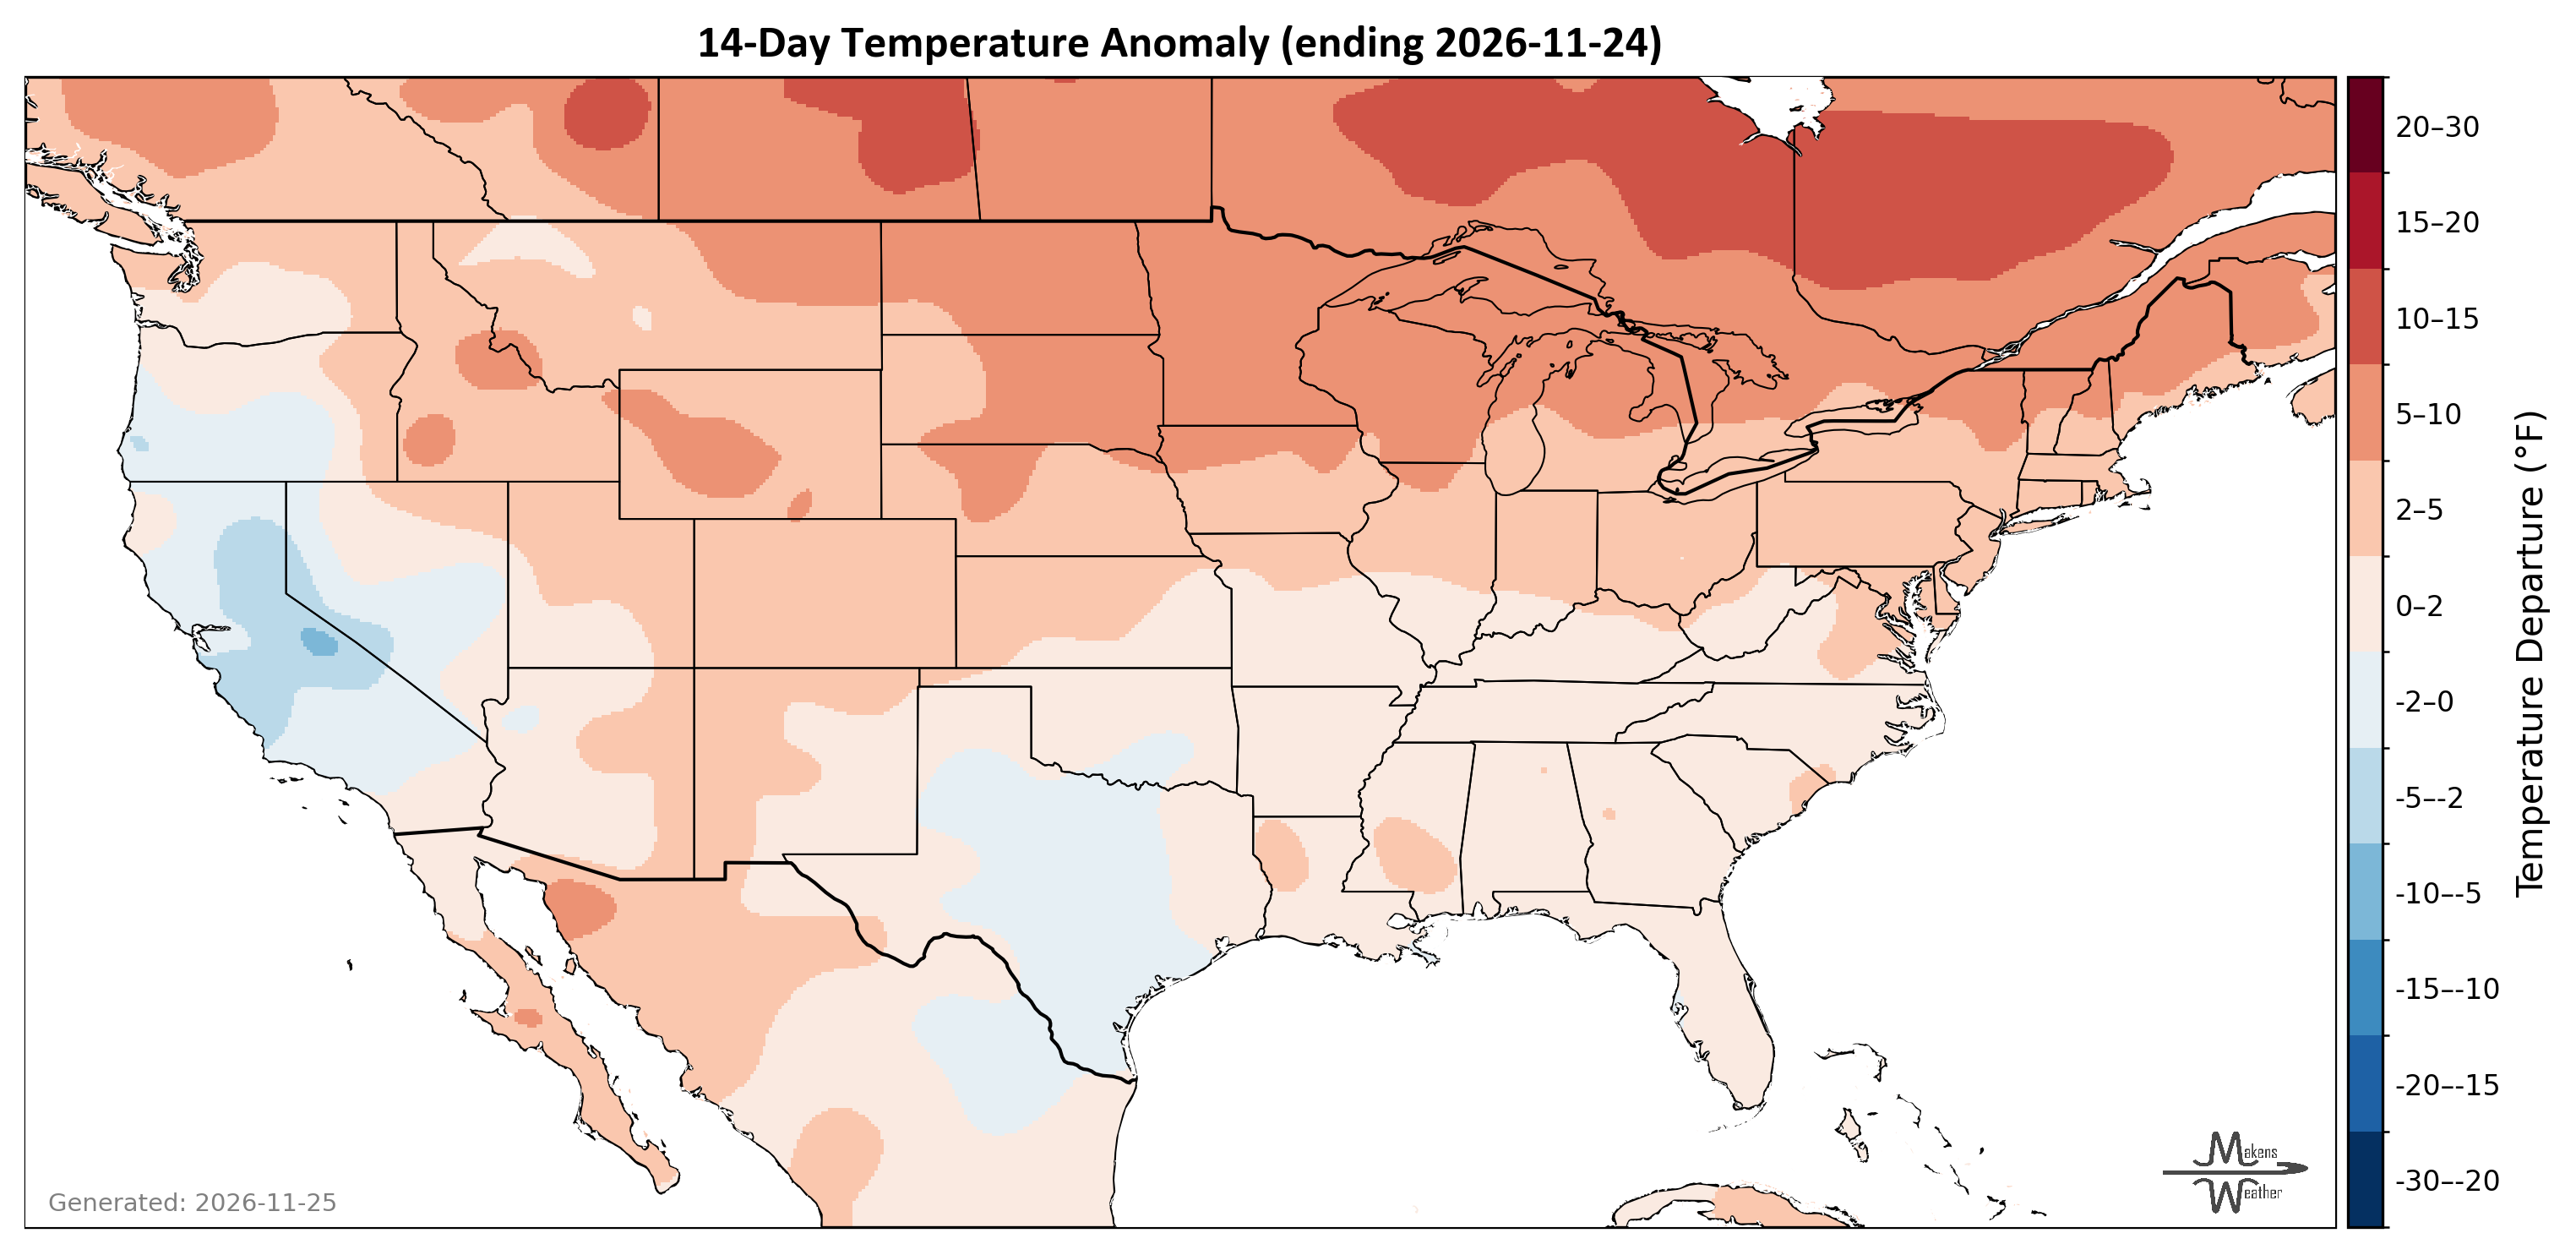 14-Day Temperature Anomaly (ending 2026-11-24)
20–30
15–20
10–15
5–10
2–5
0–2
-2–0
-5–-2
-10–-5
-15–-10
-20–-15
-30–-20
Temperature Departure (°F)
Generated: 2026-11-25
Makens
Weather